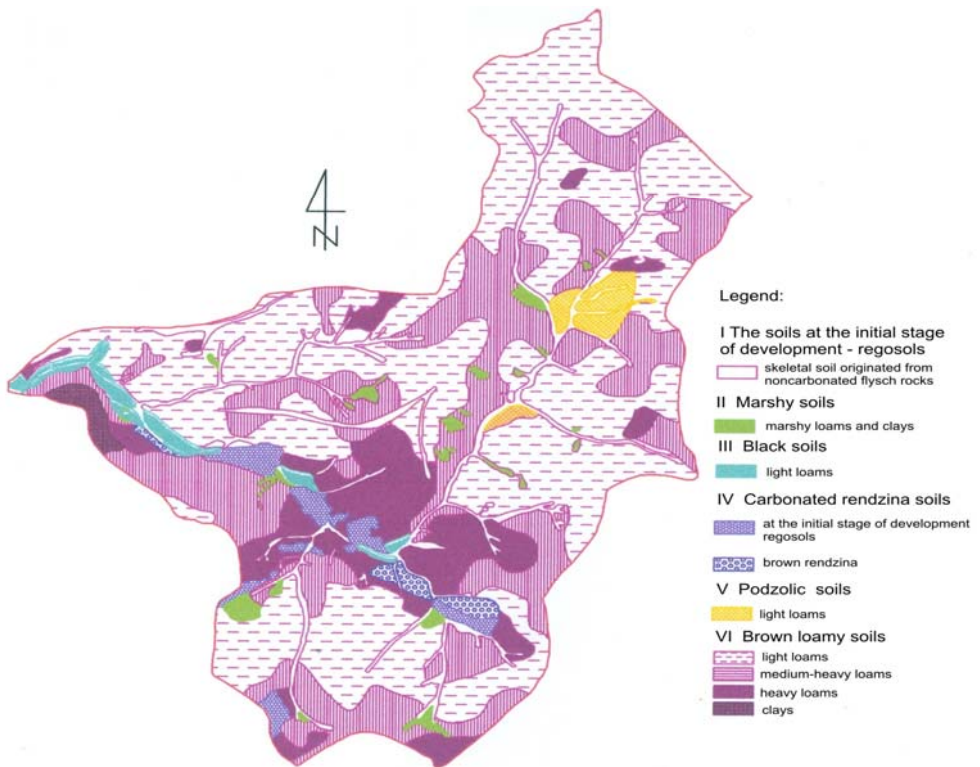 N
Legend:
I The soils at the initial stage
of development - regosols
skeletal soil originated from
noncarbonated flysch rocks
II Marshy soils
marshy loams and clays
III Black soils
light loams
IV Carbonated rendzina soils
at the initial stage of development
regosols
brown rendzina
V Podzolic soils
light loams
VI Brown loamy soils
light loams
medium-heavy loams
heavy loams
clays